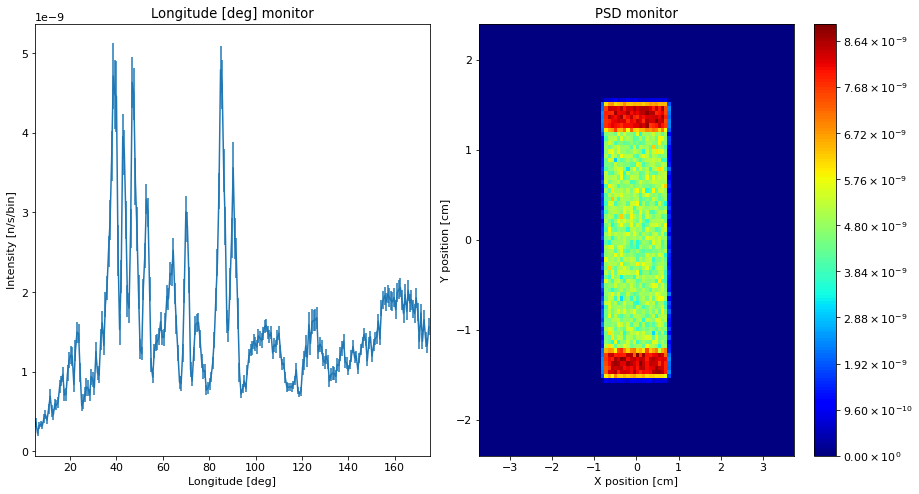 Longitude [deg] monitor
1e−9
5
4
3
2
1
0
Intensity [n/s/bin]
20 40 60 80 100 120 140 160
Longitude [deg]
PSD monitor
2
1
0
−1
−2
Y position [cm]
−3 −2 −1 0 1 2 3
X position [cm]
8.64 × 10⁻⁹
7.68 × 10⁻⁹
6.72 × 10⁻⁹
5.76 × 10⁻⁹
4.80 × 10⁻⁹
3.84 × 10⁻⁹
2.88 × 10⁻⁹
1.92 × 10⁻⁹
9.60 × 10⁻¹⁰
0.00 × 10⁰